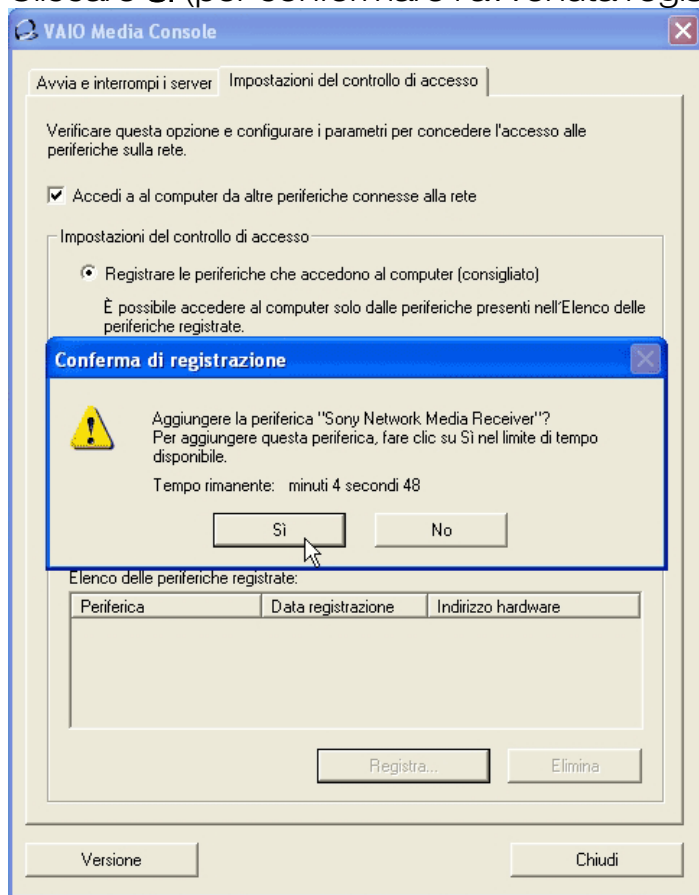 VAIO Media Console
Avvia e interrompi i server
Impostazioni del controllo di accesso
Verificare questa opzione e configurare i parametri per concedere l'accesso alle
periferiche sulla rete.
Accedi a al computer da altre periferiche connesse alla rete
Impostazioni del controllo di accesso
Registrare le periferiche che accedono al computer (consigliato)
È possibile accedere al computer solo dalle periferiche presenti nell'Elenco delle
periferiche registrate.
Conferma di registrazione
Aggiungere la periferica "Sony Network Media Receiver"?
Per aggiungere questa periferica, fare clic su Sì nel limite di tempo
disponibile.
Tempo rimanente: minuti 4 secondi 48
Sì No
Elenco delle periferiche registrate:
Periferica Data registrazione Indirizzo hardware
Registra... Elimina
Versione Chiudi